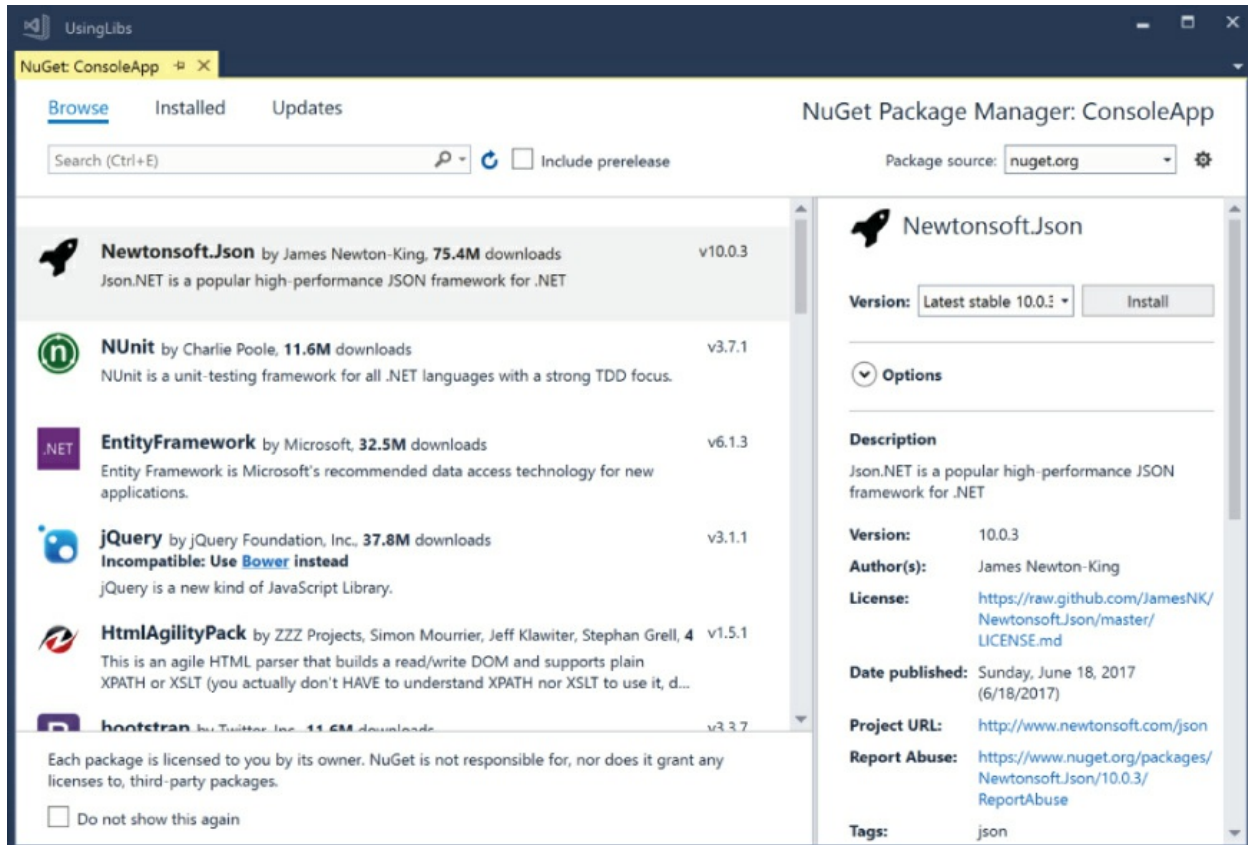 UsingLibs
NuGet: ConsoleApp
Browse Installed Updates
NuGet Package Manager: ConsoleApp
Search (Ctrl+E)
Include prerelease
Package source: nuget.org
Newtonsoft.Json by James Newton-King, 75.4M downloads v10.0.3
Json.NET is a popular high-performance JSON framework for .NET
NUnit by Charlie Poole, 11.6M downloads v3.7.1
NUnit is a unit-testing framework for all .NET languages with a strong TDD focus.
.NET
EntityFramework by Microsoft, 32.5M downloads v6.1.3
Entity Framework is Microsoft's recommended data access technology for new
applications.
jQuery by jQuery Foundation, Inc., 37.8M downloads v3.1.1
Incompatible: Use Bower instead
jQuery is a new kind of JavaScript Library.
HtmlAgilityPack by ZZZ Projects, Simon Mourrier, Jeff Klawiter, Stephan Grell, 4 v1.5.1
This is an agile HTML parser that builds a read/write DOM and supports plain
XPATH or XSLT (you actually don't HAVE to understand XPATH nor XSLT to use it, d...
bootstrap by Twitter, Inc., 11.6M downloads v3.3.7
Each package is licensed to you by its owner. NuGet is not responsible for, nor does it grant any
licenses to, third-party packages.
Do not show this again
Newtonsoft.Json
Version: Latest stable 10.0.3 Install
Options
Description
Json.NET is a popular high-performance JSON
framework for .NET
Version: 10.0.3
Author(s): James Newton-King
License: https://raw.github.com/JamesNK/
Newtonsoft.Json/master/
LICENSE.md
Date published: Sunday, June 18, 2017
(6/18/2017)
Project URL: http://www.newtonsoft.com/json
Report Abuse: https://www.nuget.org/packages/
Newtonsoft.Json/10.0.3/
ReportAbuse
Tags: json